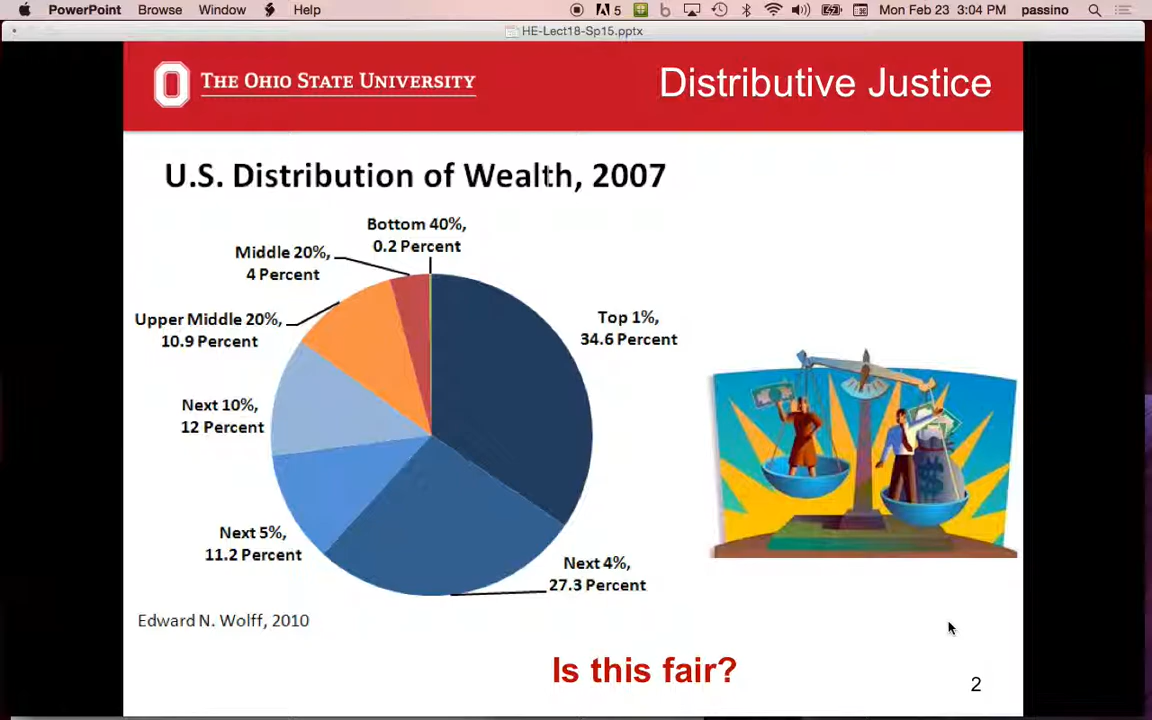 PowerPoint Browse Window Help
5
Mon Feb 23 3:04 PM passino
HE-Lect18-Sp15.pptx
THE OHIO STATE UNIVERSITY
Distributive Justice
U.S. Distribution of Wealth, 2007
Bottom 40%,
0.2 Percent
Middle 20%,
4 Percent
Upper Middle 20%,
10.9 Percent
Top 1%,
34.6 Percent
Next 10%,
12 Percent
Next 5%,
11.2 Percent
Next 4%,
27.3 Percent
$
Edward N. Wolff, 2010
Is this fair?
2